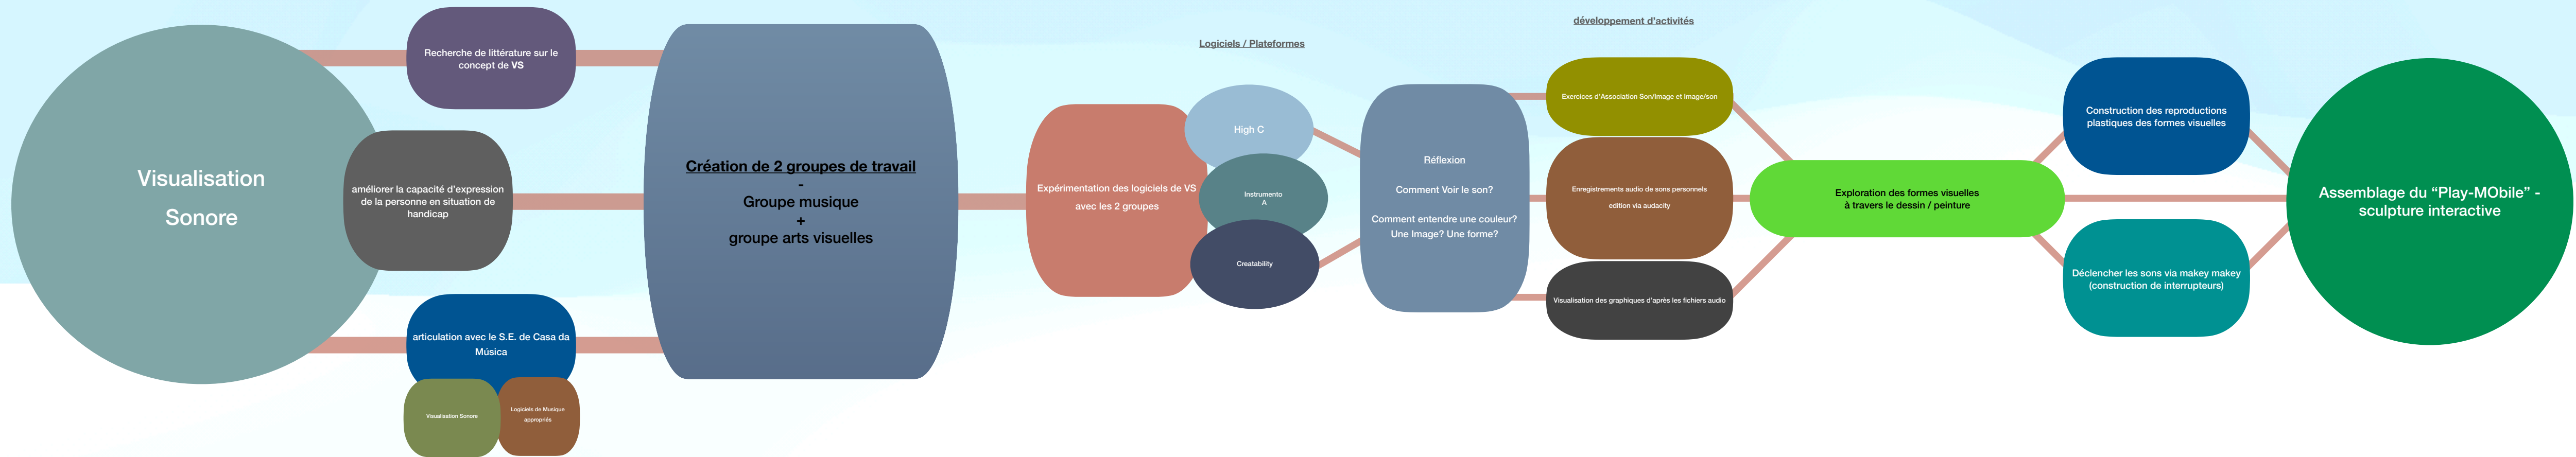 Visualisation
Sonore
Recherche de littérature sur le
concept de VS
améliorer la capacité d'expression
de la personne en situation de
handicap
articulation avec le S.E. de Casa da
Música
Visualisation Sonore
Logiciels de Musique
appropriés
Création de 2 groupes de travail
-
Groupe musique
+
groupe arts visuelles
Expérimentation des logiciels de VS
avec les 2 groupes
Logiciels / Plateformes
High C
Instrumento
A
Creatability
Réflexion
Comment Voir le son?
Comment entendre une couleur?
Une Image? Une forme?
développement d'activités
Exercices d'Association Son/Image et Image/son
Enregistrements audio de sons personnels
edition via audacity
Visualisation des graphiques d'après les fichiers audio
Exploration des formes visuelles
à travers le dessin / peinture
Construction des reproductions
plastiques des formes visuelles
Déclencher les sons via makey makey
(construction de interrupteurs)
Assemblage du “Play-MObile” -
sculpture interactive